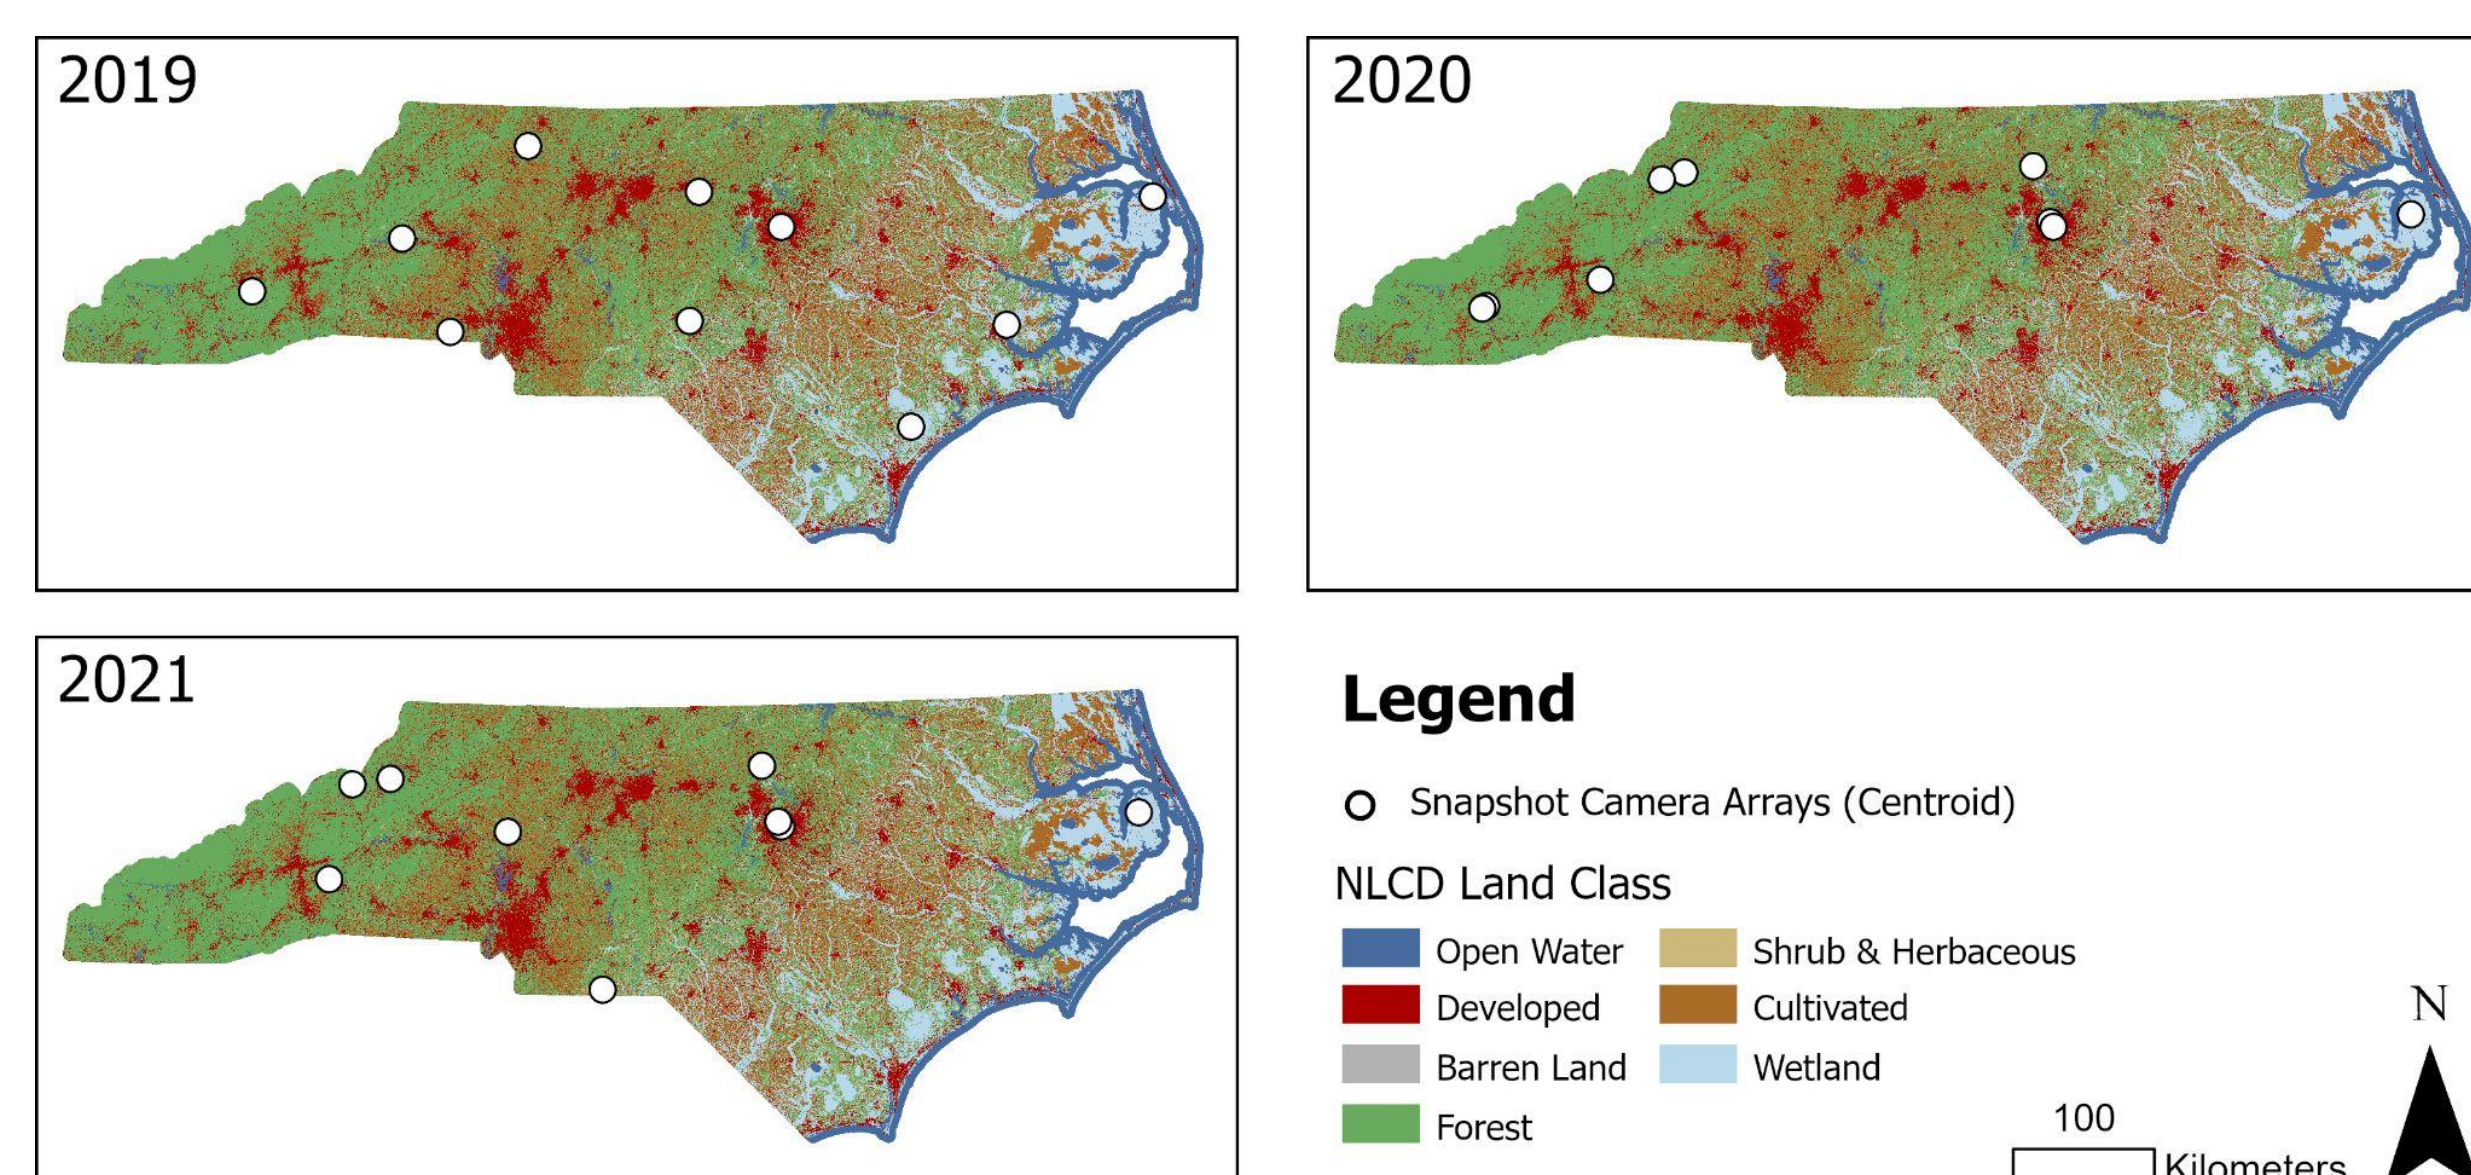 2019
2020
2021
Legend
Snapshot Camera Arrays (Centroid)
NLCD Land Class
Open Water
Shrub & Herbaceous
Developed
Cultivated
Barren Land
Wetland
Forest
N
100
Kilometers